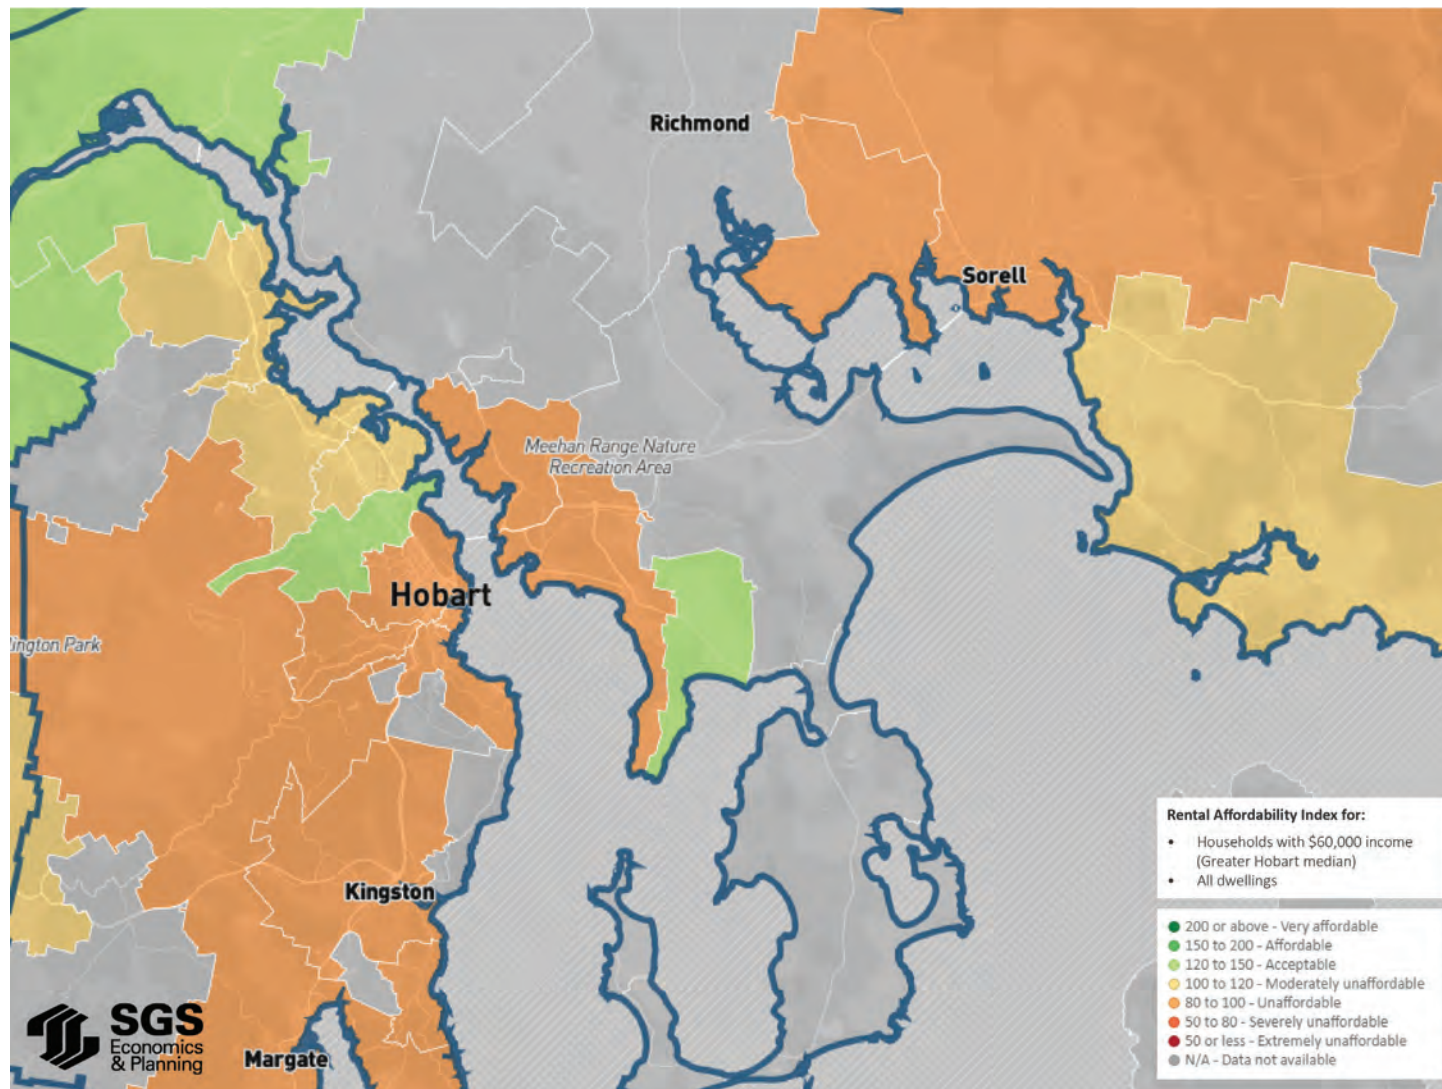 Richmond
Sorell
Meehan Range Nature
Recreation Area
Hobart
lington Park
Kingston
Margate
SGS
Economics
& Planning
Rental Affordability Index for:
• Households with $60,000 income
(Greater Hobart median)
• All dwellings
200 or above - Very affordable
150 to 200 - Affordable
120 to 150 - Acceptable
100 to 120 - Moderately unaffordable
80 to 100 - Unaffordable
50 to 80 - Severely unaffordable
50 or less - Extremely unaffordable
N/A - Data not available